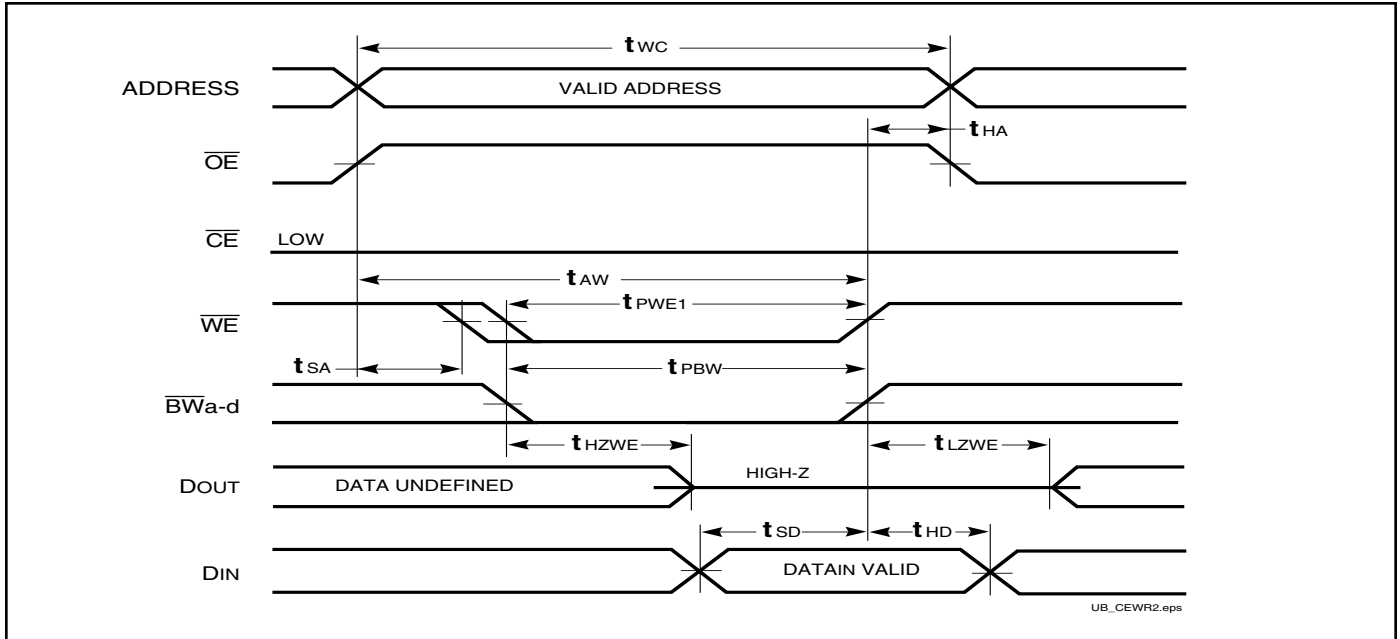 tWC
ADDRESS VALID ADDRESS
tHA
OE
CE LOW
tAW
tPWE1
WE
tSA tPBW
BWa-d
tHZWE tLZWE
DOUT DATA UNDEFINED HIGH-Z
tSD tHD
DIN DATAIN VALID
UB_CEWR2.eps